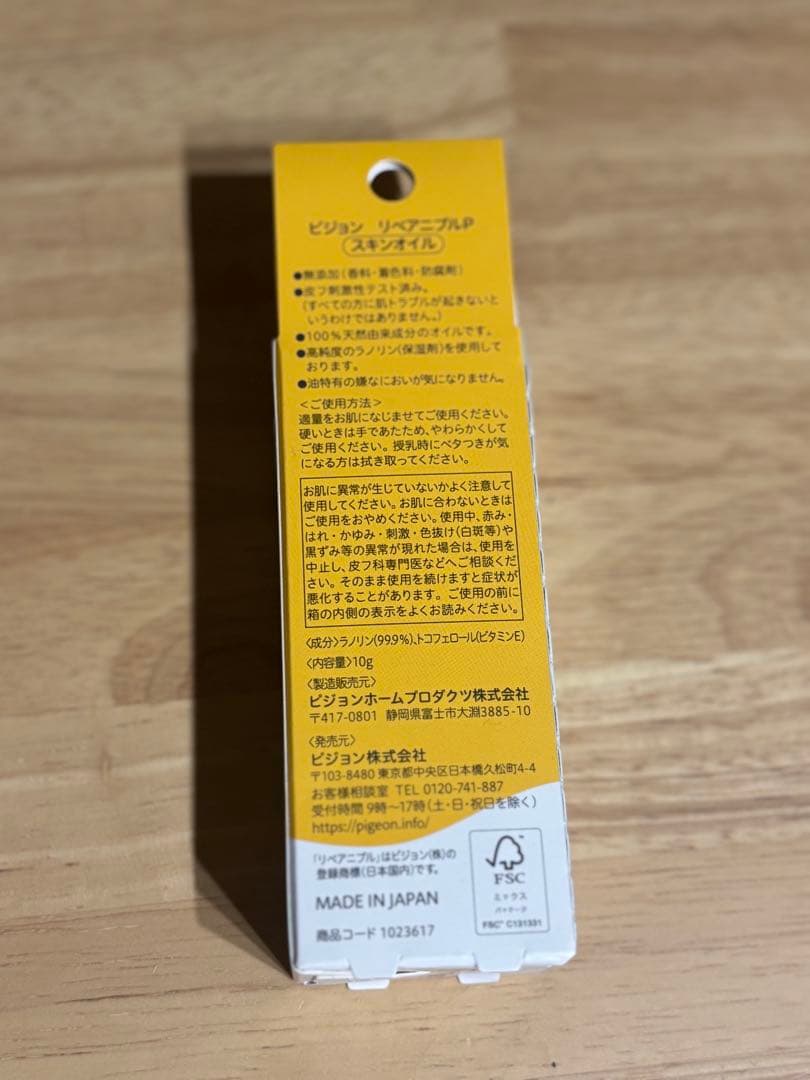 ピジョン リペアニプルP
スキンオイル
●無添加(香料・着色料・防腐剤)
●皮フ刺激性テスト済み。
(すべての方に肌トラブルが起きないと
いうわけではありません。)
●100%天然由来成分のオイルです。
●高純度のラノリン(保湿剤)を使用して
おります。
●油特有の嫌なにおいが気になりません。
<ご使用方法>
適量をお肌になじませてご使用ください。
硬いときは手であたため、やわらかくして
ご使用ください。授乳時にベタつきが気
になる方は拭き取ってください。
お肌に異常が生じていないかよく注意して
使用してください。お肌に合わないときは
ご使用をおやめください。使用中、赤み・
はれ・かゆみ・刺激・色抜け(白斑等)や
黒ずみ等の異常が現れた場合は、使用を
中止し、皮フ科専門医などへご相談くだ
さい。そのまま使用を続けますと症状が
悪化することがあります。ご使用の前に
箱の内側の表示をよくお読みください。
〈成分〉ラノリン(99.9%)、トコフェロール(ビタミンE)
〈内容量〉10g
〈製造販売元〉
ピジョンホームプロダクツ株式会社
〒417-0801 静岡県富士市大淵3885-10
〈発売元〉
ピジョン株式会社
〒103-8480 東京都中央区日本橋久松町4-4
お客様相談室 TEL 0120-741-887
受付時間 9時〜17時(土・日・祝日を除く)
https://pigeon.info/
「リペアニプル」はピジョン(株)の
登録商標(日本国内)です。
MADE IN JAPAN
商品コード 1023617
FSC
ミックス
パッケージ
FSC® C131331